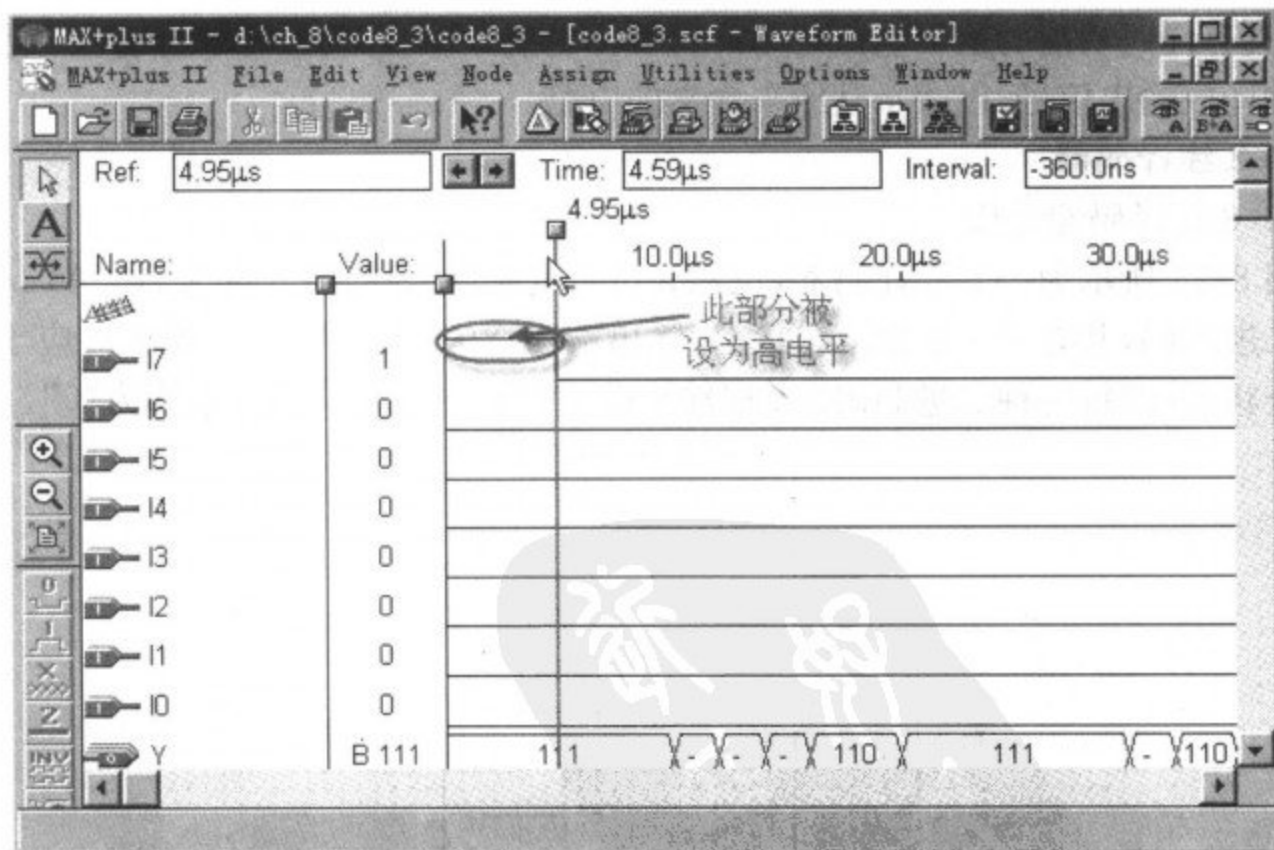 MAX+plus II - d:\ch_8\code8_3\code8_3 - [code8_3.scf - Waveform Editor]
MAX+plus II File Edit View Node Assign Utilities Options Window Help
Ref: 4.95μs Time: 4.59μs Interval: -360.0ns
4.95μs
Name: Value: 10.0μs 20.0μs 30.0μs
此部分被
设为高电平
I7 1
I6 0
I5 0
I4 0
I3 0
I2 0
I1 0
I0 0
Y B 111 111 - - - 110 111 - 110